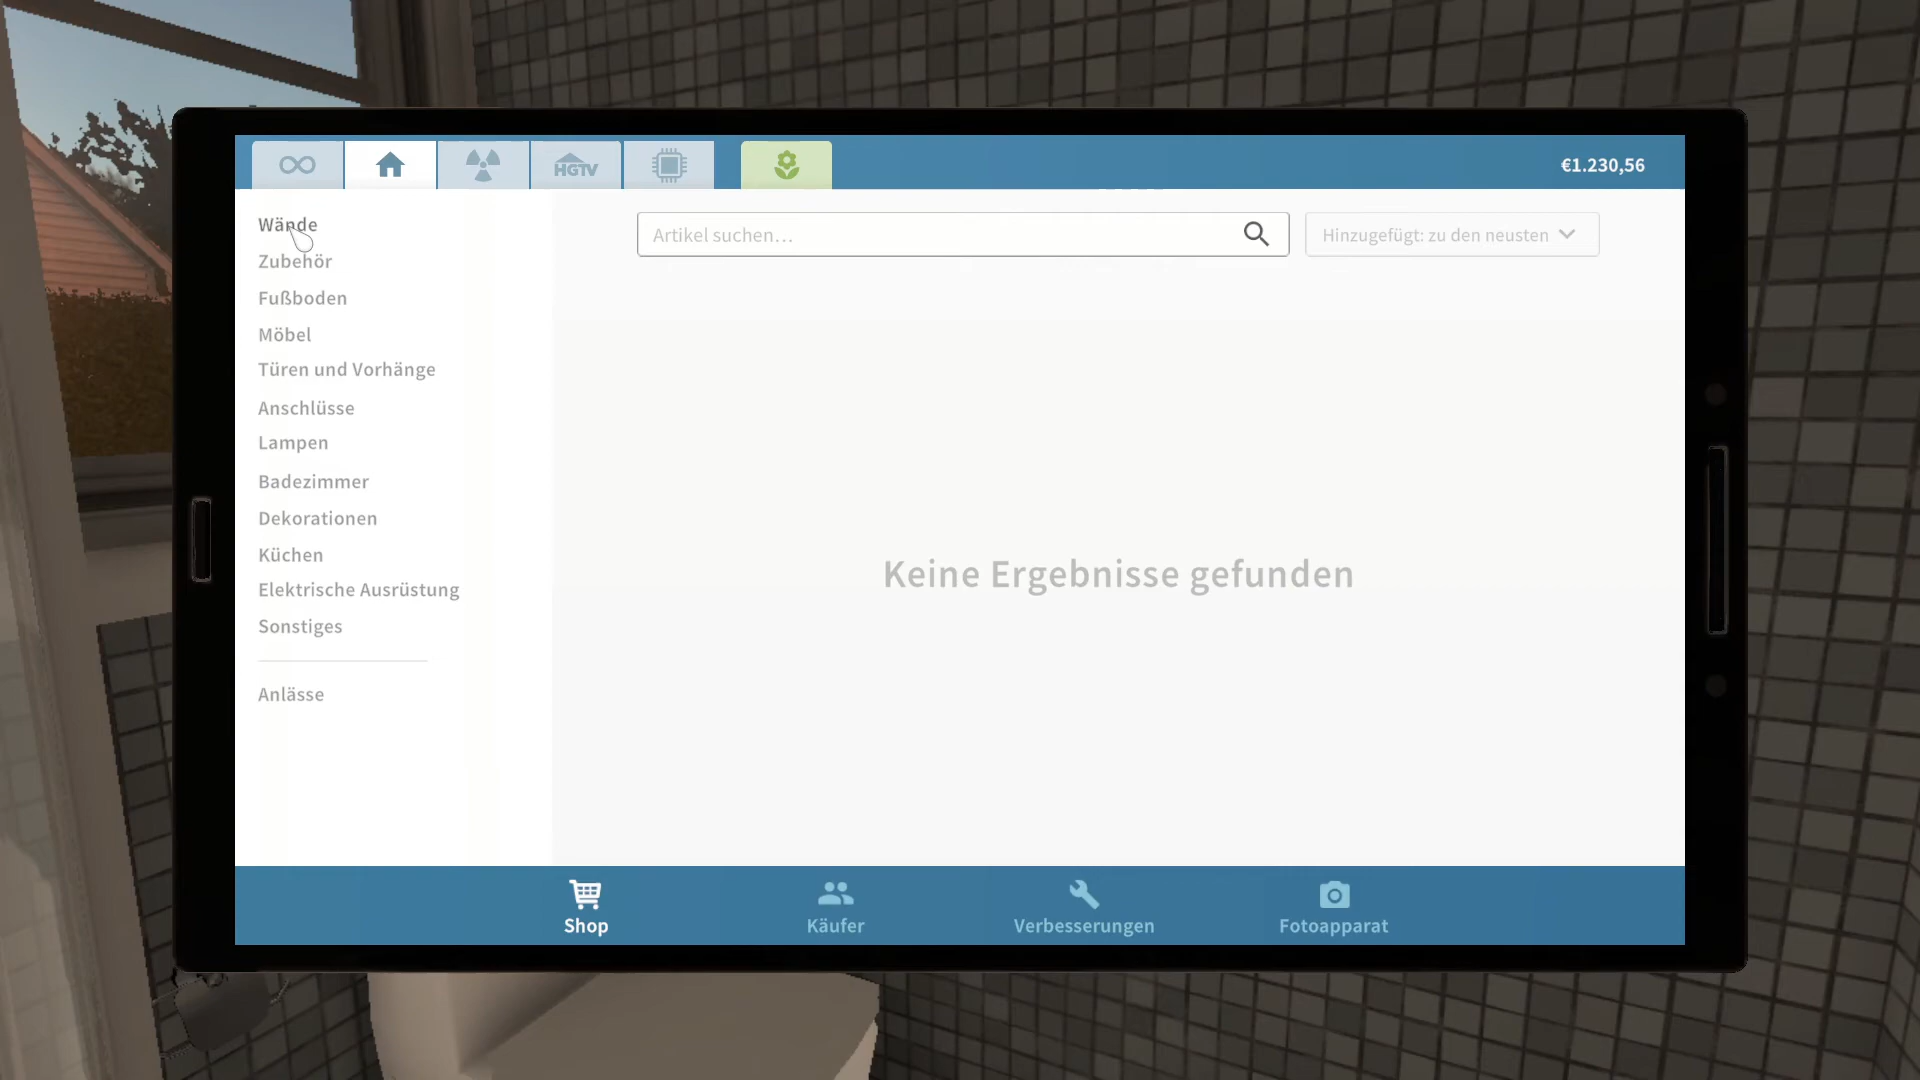 HGTV
€1.230,56
Wände
Zubehör
Fußboden
Möbel
Türen und Vorhänge
Anschlüsse
Lampen
Badezimmer
Dekorationen
Küchen
Elektrische Ausrüstung
Sonstiges
Anlässe
Artikel suchen...
Hinzugefügt: zu den neusten
Keine Ergebnisse gefunden
Shop
Käufer
Verbesserungen
Fotoapparat